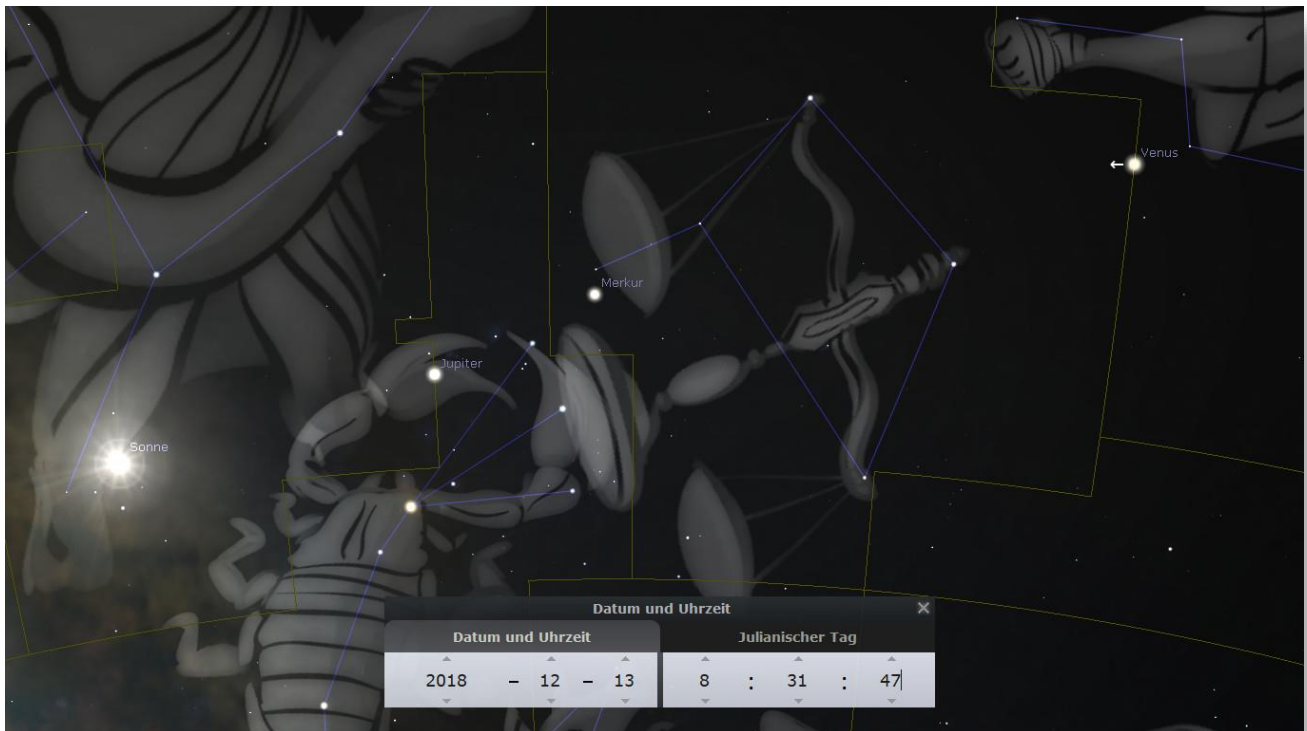 Venus
Merkur
Jupiter
Sonne
Datum und Uhrzeit
Datum und Uhrzeit Julianischer Tag
2018 - 12 - 13 8 : 31 : 47